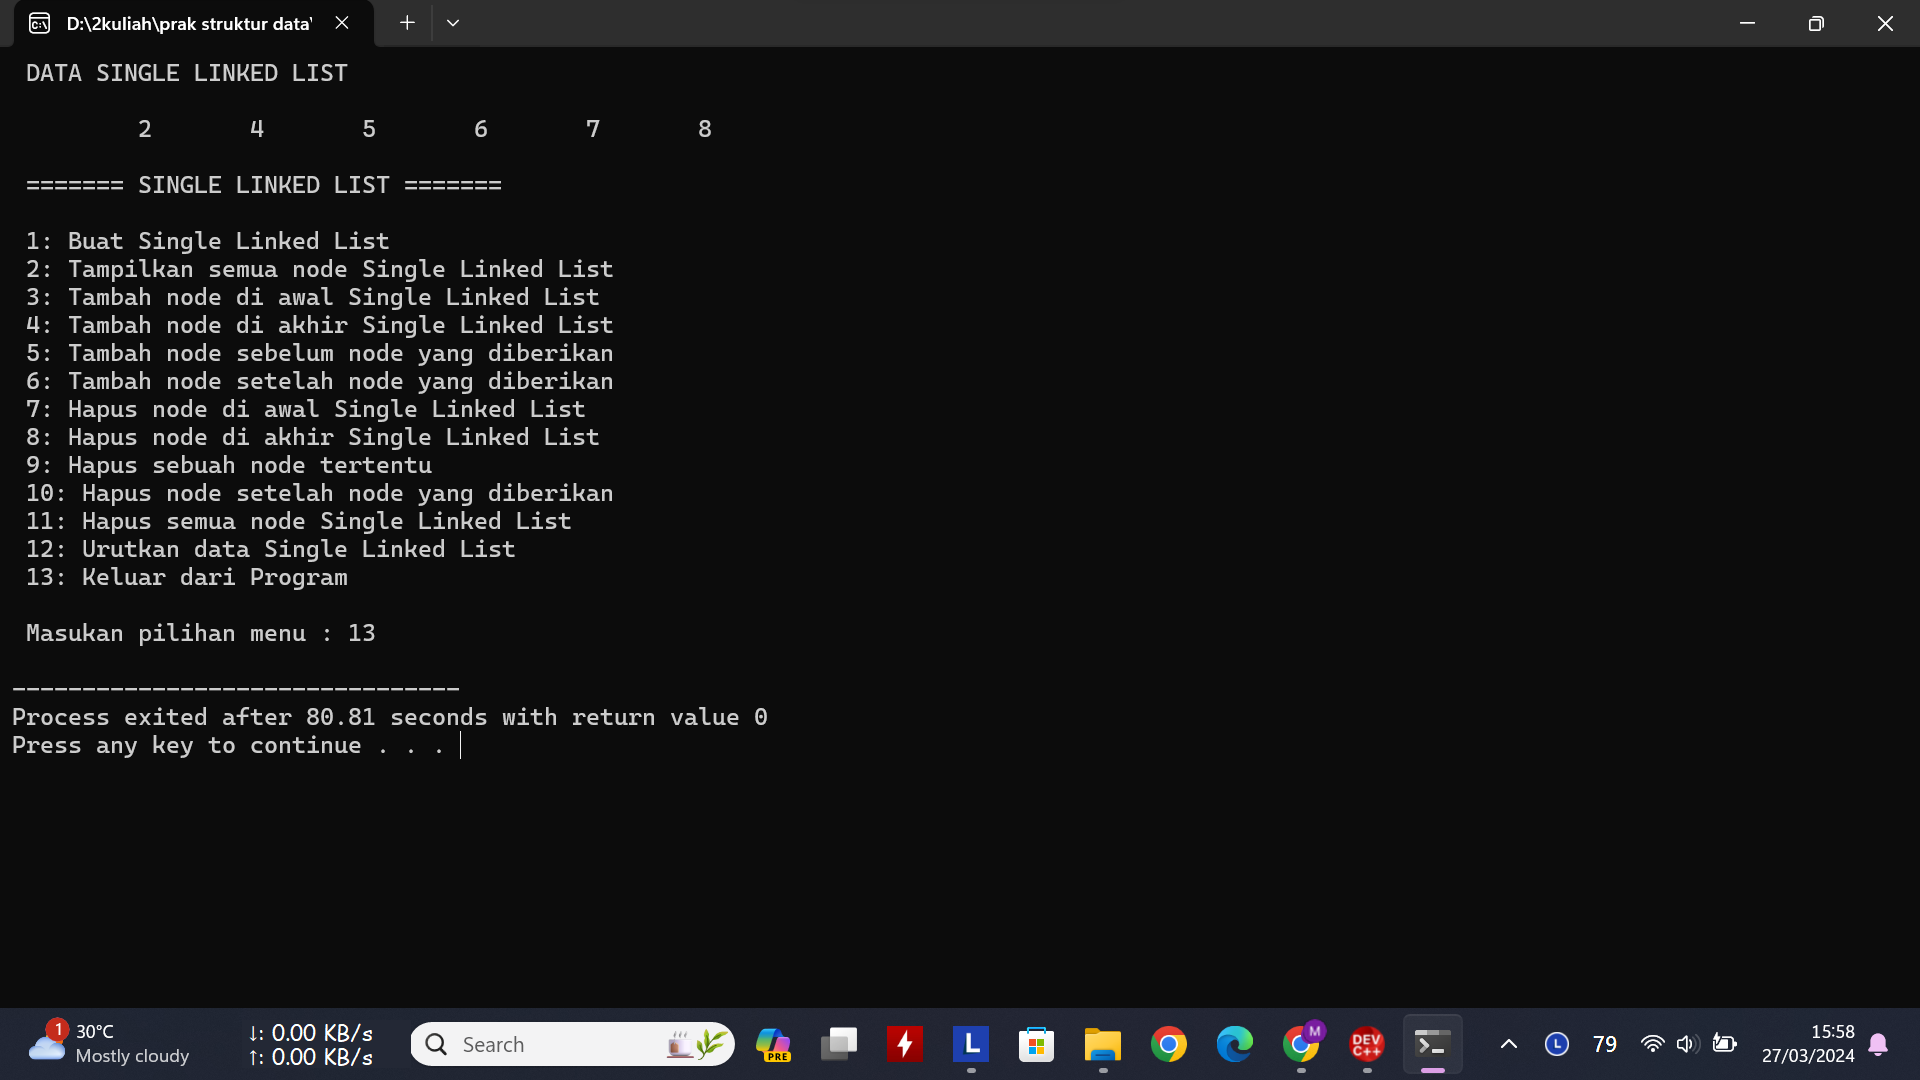 D:\2kuliah\prak struktur data\
DATA SINGLE LINKED LIST
2 4 5 6 7 8
======= SINGLE LINKED LIST =======
1: Buat Single Linked List
2: Tampilkan semua node Single Linked List
3: Tambah node di awal Single Linked List
4: Tambah node di akhir Single Linked List
5: Tambah node sebelum node yang diberikan
6: Tambah node setelah node yang diberikan
7: Hapus node di awal Single Linked List
8: Hapus node di akhir Single Linked List
9: Hapus sebuah node tertentu
10: Hapus node setelah node yang diberikan
11: Hapus semua node Single Linked List
12: Urutkan data Single Linked List
13: Keluar dari Program
Masukan pilihan menu : 13
--------------------------------
Process exited after 80.81 seconds with return value 0
Press any key to continue . . .
1 30°C
Mostly cloudy
↓: 0.00 KB/s
↑: 0.00 KB/s
Search
PRE
L
M
DEV
C++
L
79
15:58
27/03/2024